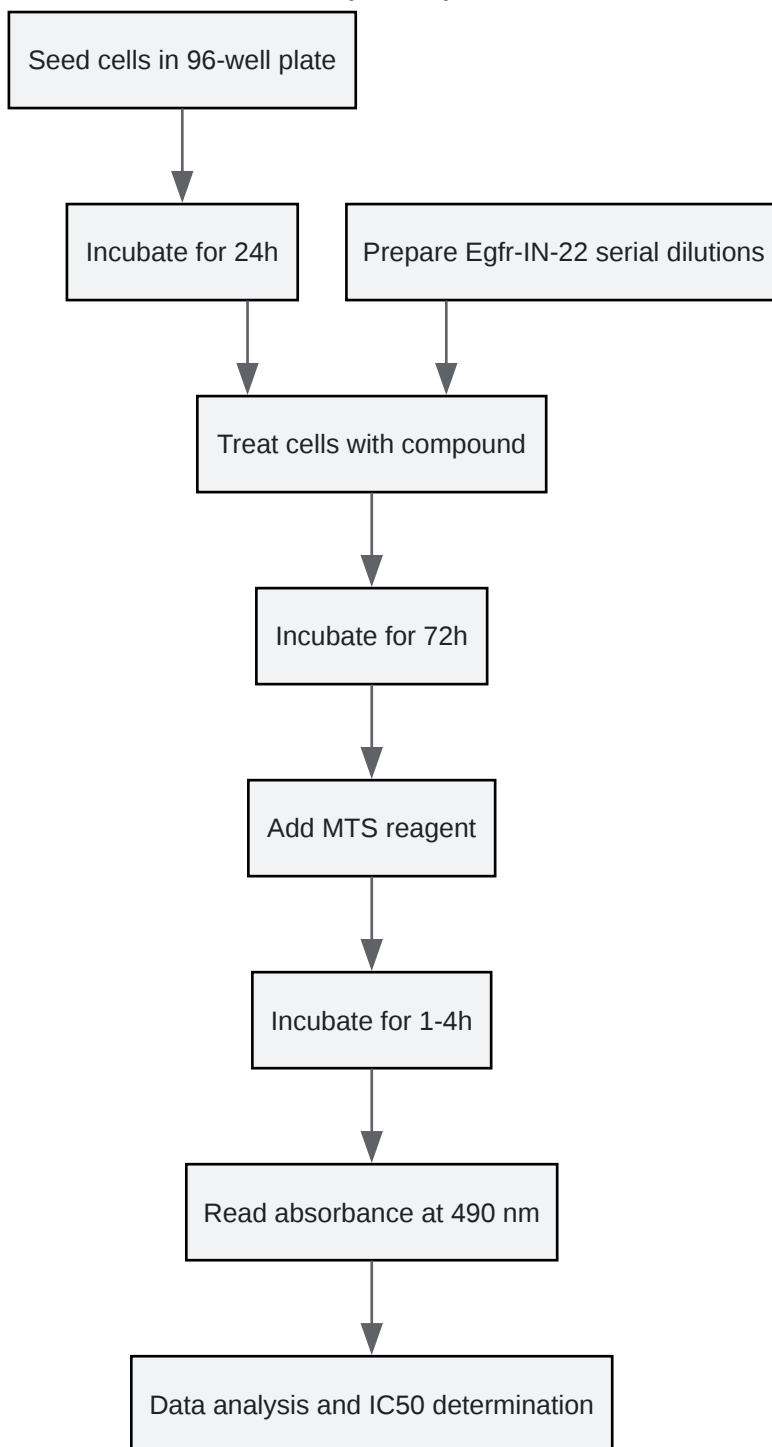 Seed cells in 96-well plate
Incubate for 24h
Prepare Egfr-IN-22 serial dilutions
Treat cells with compound
Incubate for 72h
Add MTS reagent
Incubate for 1-4h
Read absorbance at 490 nm
Data analysis and IC50 determination